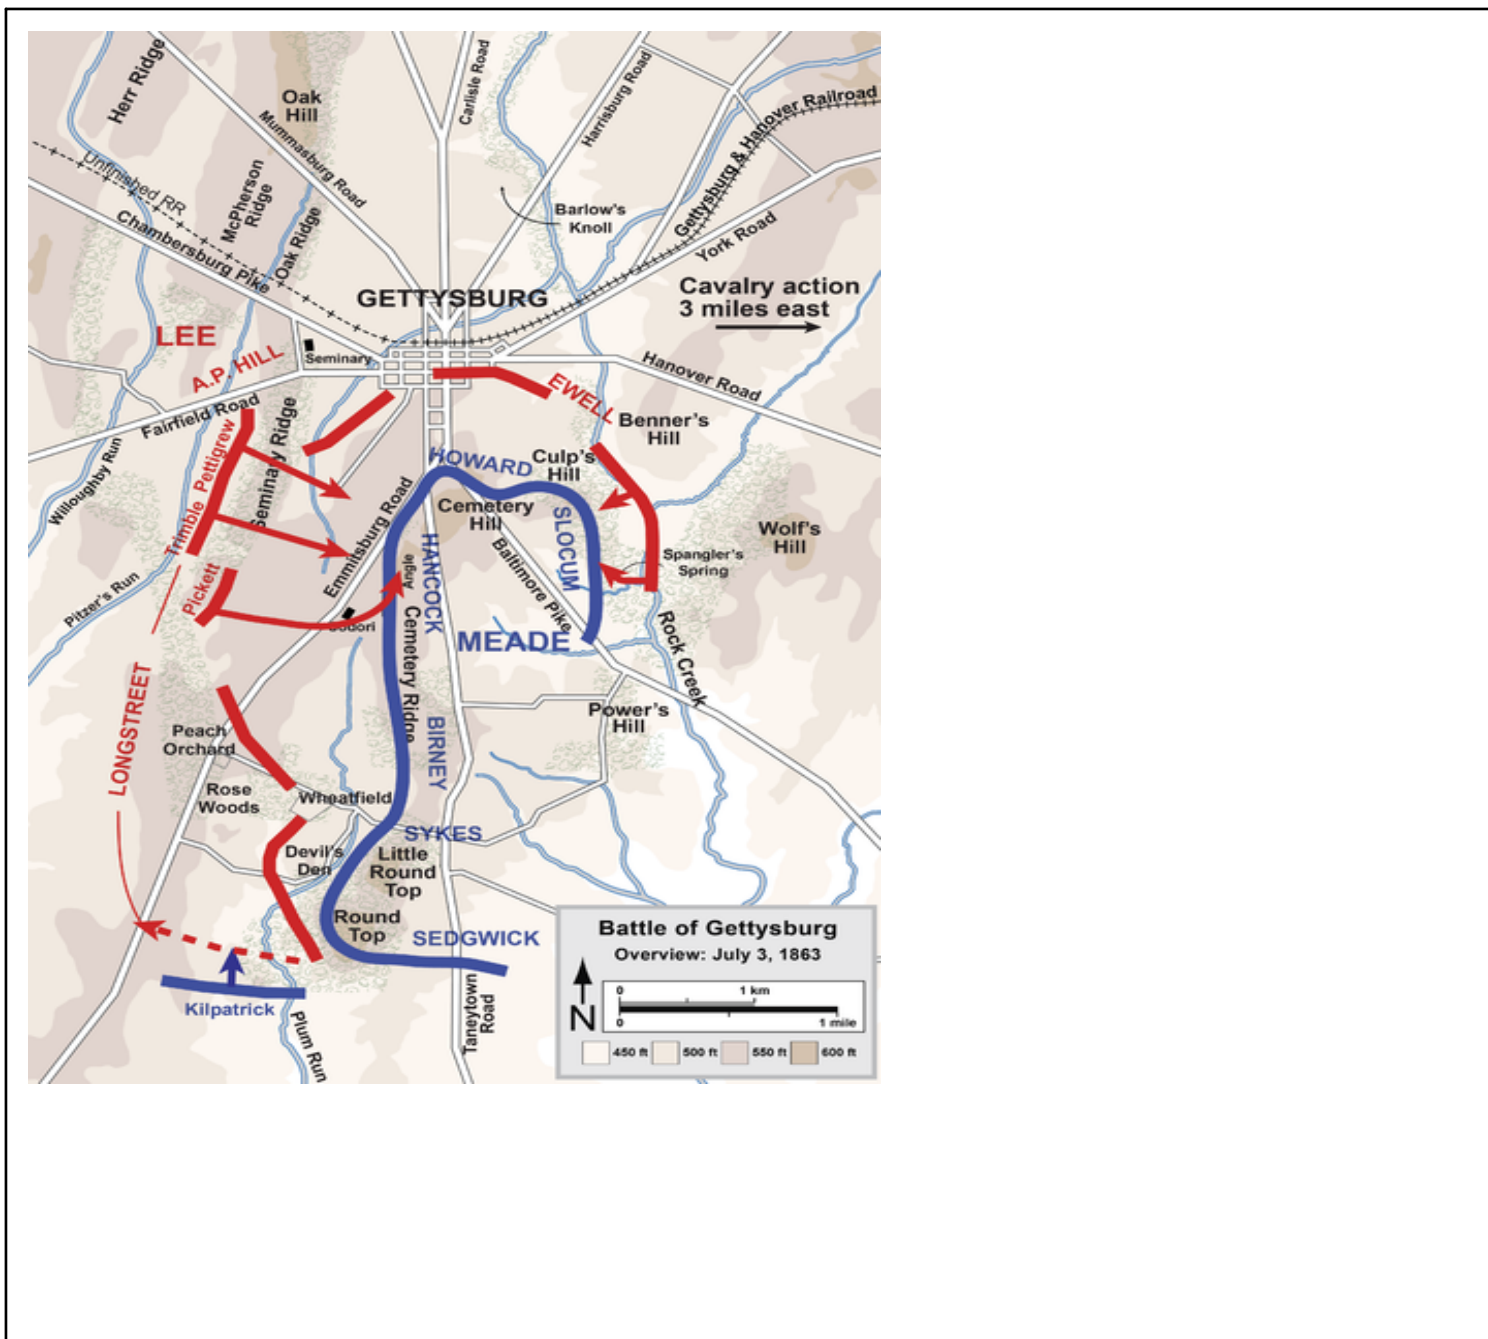 Herr Ridge
Oak
Hill
Mummasburg Road
Carlisle Road
Harrisburg Road
Gettysburg & Hanover Railroad
Unfinished RR
McPherson
Ridge
Oak Ridge
Chambersburg Pike
Barlow's
Knoll
York Road
GETTYSBURG
Cavalry action
3 miles east
LEE
A.P. HILL
Seminary
Hanover Road
Fairfield Road
EWELL
Benner's
Hill
Willoughby Run
Trimble Pettigrew
Seminary Ridge
HOWARD
Culp's
Hill
Emmitsburg Road
Cemetery
Hill
SLOCUM
Wolf's
Hill
HANCOCK
Angle
Baltimore Pike
Spangler's
Spring
Pitzer's Run
Pickett
Codori
Cemetery Ridge
MEADE
Rock Creek
LONGSTREET
Peach
Orchard
BIRNEY
Power's
Hill
Rose
Woods
Wheatfield
SYKES
Devil's
Den
Little
Round
Top
Round
Top
SEDGWICK
Kilpatrick
Plum Run
Taneytown
Road
Battle of Gettysburg
Overview: July 3, 1863
N
0 1 km
0 1 mile
450 ft 500 ft 550 ft 600 ft